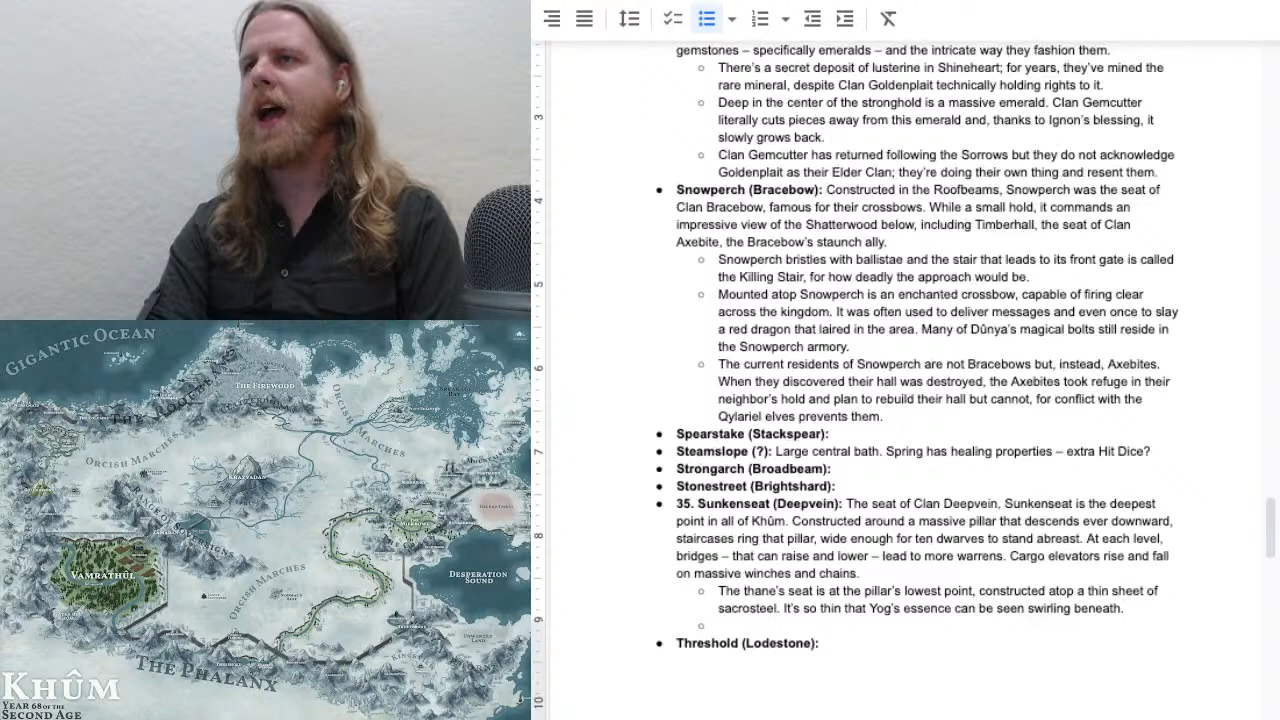 gemstones – specifically emeralds – and the intricate way they fashion them.
○ There's a secret deposit of lusterine in Shineheart; for years, they've mined the
rare mineral, despite Clan Goldenplait technically holding rights to it.
○ Deep in the center of the stronghold is a massive emerald. Clan Gemcutter
literally cuts pieces away from this emerald and, thanks to Ignon's blessing, it
slowly grows back.
○ Clan Gemcutter has returned following the Sorrows but they do not acknowledge
Goldenplait as their Elder Clan; they're doing their own thing and resent them.
● Snowperch (Bracebow): Constructed in the Roofbeams, Snowperch was the seat of
Clan Bracebow, famous for their crossbows. While a small hold, it commands an
impressive view of the Shatterwood below, including Timberhall, the seat of Clan
Axebite, the Bracebow's staunch ally.
○ Snowperch bristles with ballistae and the stair that leads to its front gate is called
the Killing Stair, for how deadly the approach would be.
○ Mounted atop Snowperch is an enchanted crossbow, capable of firing clear
across the kingdom. It was often used to deliver messages and even once to slay
a red dragon that laired in the area. Many of Dûnya's magical bolts still reside in
the Snowperch armory.
○ The current residents of Snowperch are not Bracebows but, instead, Axebites.
When they discovered their hall was destroyed, the Axebites took refuge in their
neighbor's hold and plan to rebuild their hall but cannot, for conflict with the
Qylariel elves prevents them.
● Spearstake (Stackspear):
● Steamslope (?): Large central bath. Spring has healing properties – extra Hit Dice?
● Strongarch (Broadbeam):
● Stonestreet (Brightshard):
● 35. Sunkenseat (Deepvein): The seat of Clan Deepvein, Sunkenseat is the deepest
point in all of Khûm. Constructed around a massive pillar that descends ever downward,
staircases ring that pillar, wide enough for ten dwarves to stand abreast. At each level,
bridges – that can raise and lower – lead to more warrens. Cargo elevators rise and fall
on massive winches and chains.
○ The thane's seat is at the pillar's lowest point, constructed atop a thin sheet of
sacrosteel. It's so thin that Yog's essence can be seen swirling beneath.
○
● Threshold (Lodestone):
3
4
5
6
7
8
9
10
GIGANTIC OCEAN
THE FIREWOOD
ORCISH MARCHES
ORCISH MARCHES
KHAZVADAN
VAMRATHÛL
ORCISH MARCHES
DESPERATION
SOUND
THE PHALANX
KHÛM
YEAR 68 OF THE
SECOND AGE